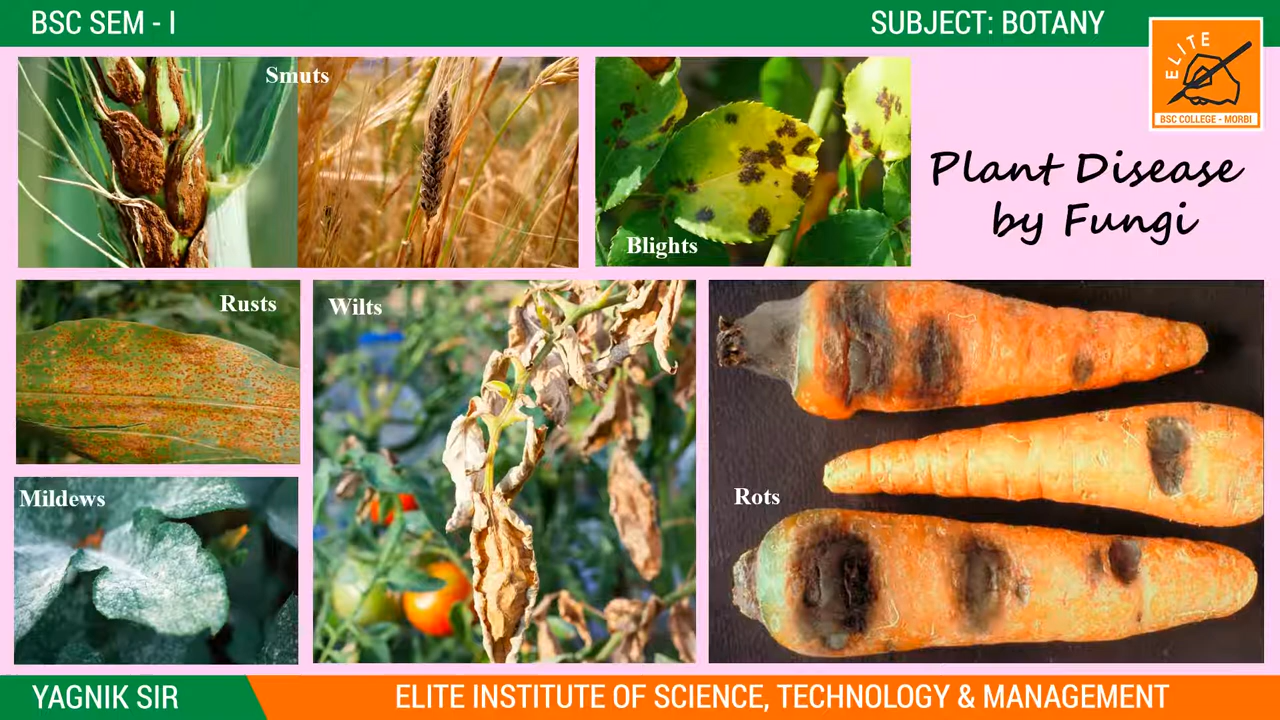 BSC SEM - I
SUBJECT: BOTANY
ELITE
BSC COLLEGE - MORBI
Plant Disease
by Fungi
Smuts
Blights
Rusts
Wilts
Mildews
Rots
YAGNIK SIR
ELITE INSTITUTE OF SCIENCE, TECHNOLOGY & MANAGEMENT